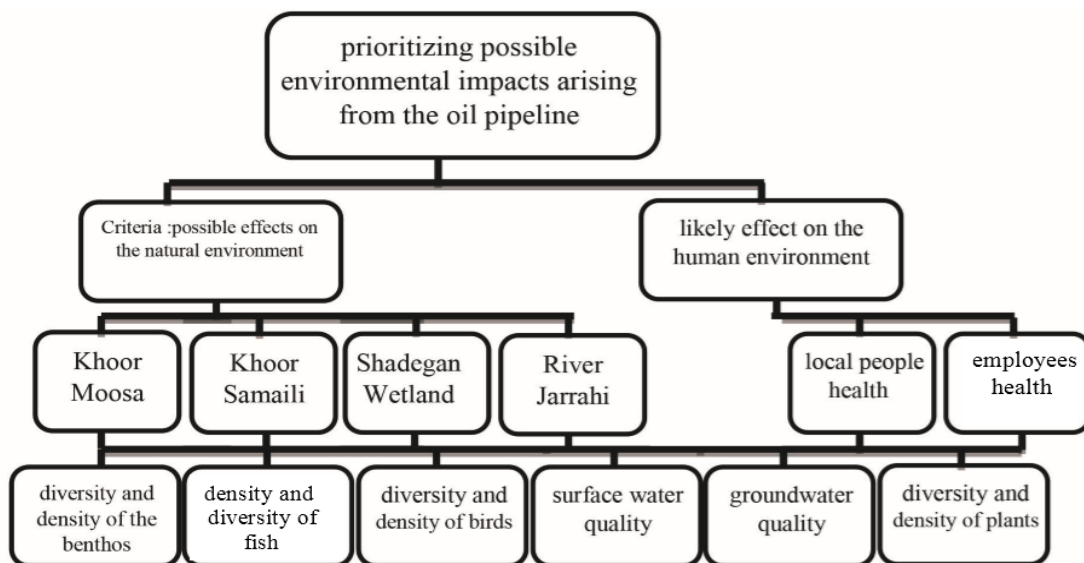 prioritizing possible
environmental impacts arising
from the oil pipeline
Criteria :possible effects on
the natural environment
likely effect on the
human environment
Khoor
Moosa
Khoor
Samaili
Shadegan
Wetland
River
Jarrahi
local people
health
employees
health
diversity and
density of the
benthos
density and
diversity of
fish
diversity and
density of birds
surface water
quality
groundwater
quality
diversity and
density of plants